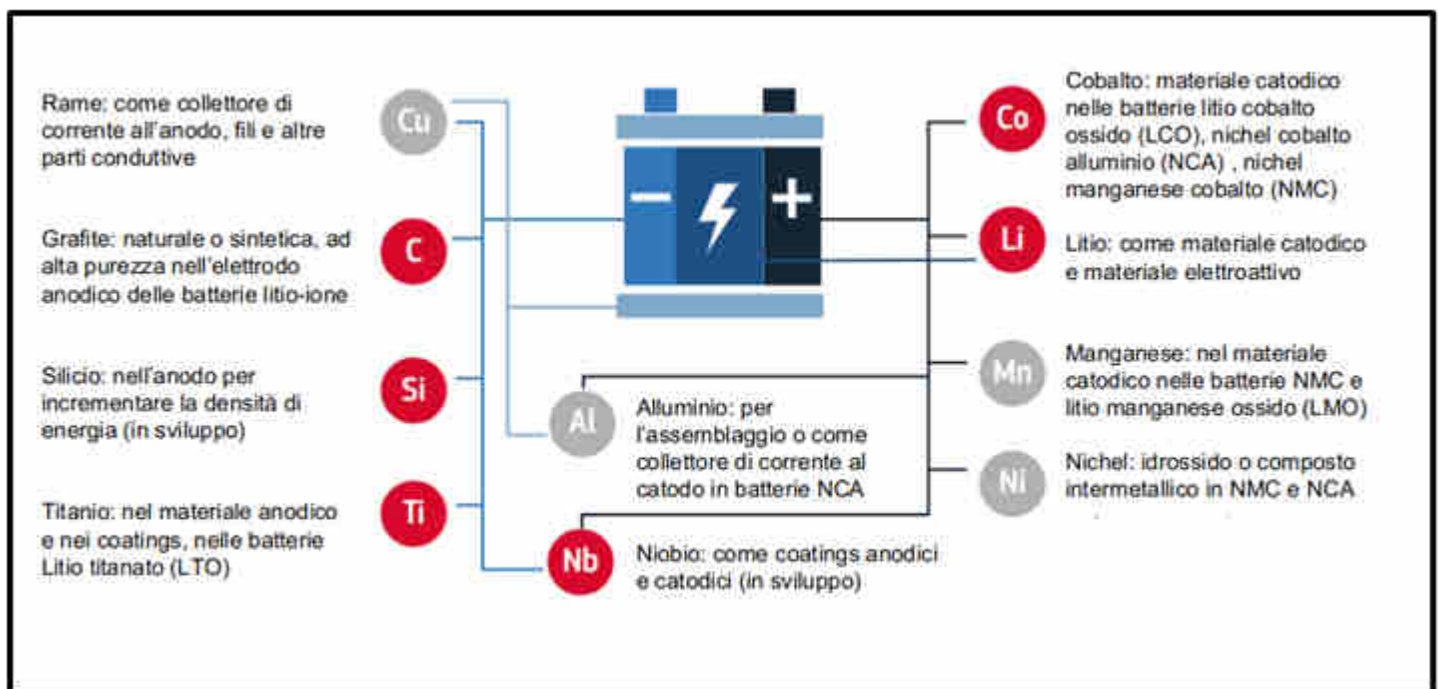 Rame: come collettore di
corrente all'anodo, fili e altre
parti conduttive
Cu
Grafite: naturale o sintetica, ad
alta purezza nell'elettrodo
anodico delle batterie litio-ione
C
Silicio: nell'anodo per
incrementare la densità di
energia (in sviluppo)
Si
Titanio: nel materiale anodico
e nei coatings, nelle batterie
Litio titanato (LTO)
Ti
− +
Al
Alluminio: per
l'assemblaggio o come
collettore di corrente al
catodo in batterie NCA
Nb
Niobio: come coatings anodici
e catodici (in sviluppo)
Co
Cobalto: materiale catodico
nelle batterie litio cobalto
ossido (LCO), nichel cobalto
alluminio (NCA) , nichel
manganese cobalto (NMC)
Li
Litio: come materiale catodico
e materiale elettroattivo
Mn
Manganese: nel materiale
catodico nelle batterie NMC e
litio manganese ossido (LMO)
Ni
Nichel: idrossido o composto
intermetallico in NMC e NCA